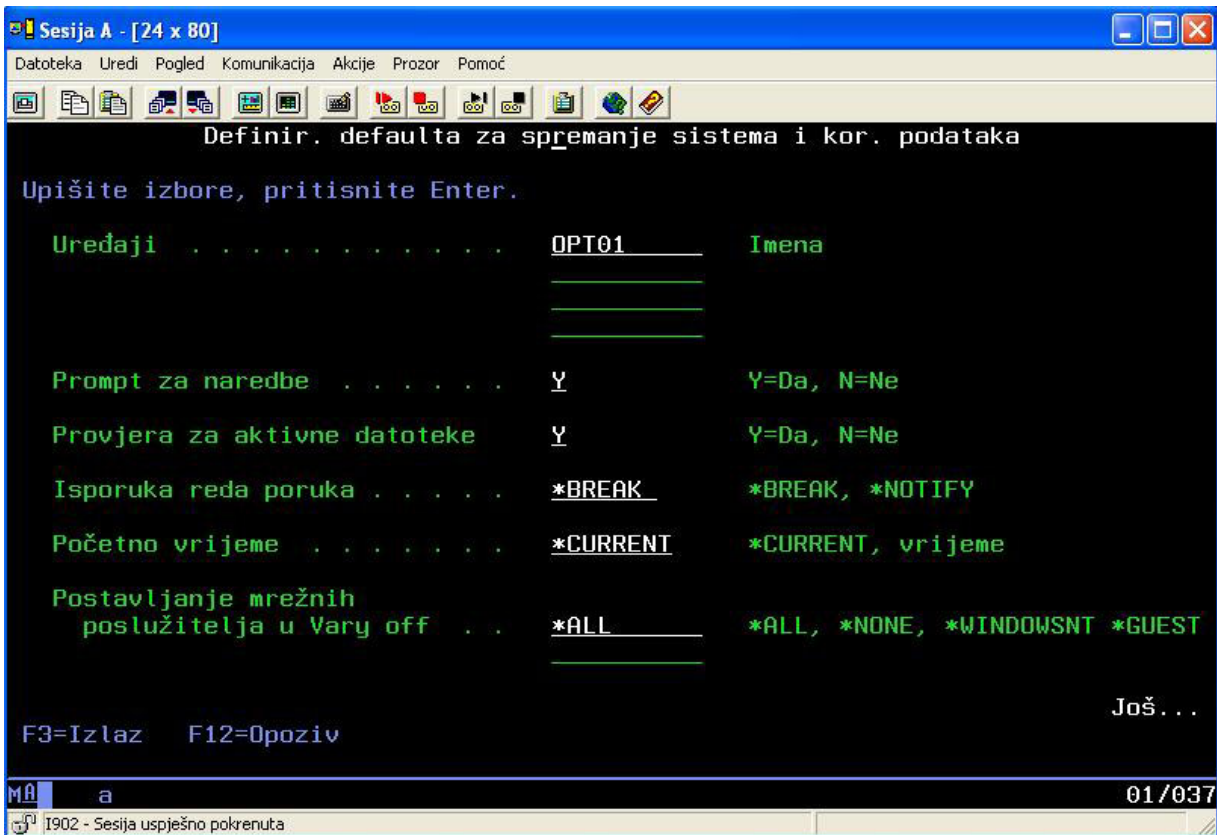 Sesija A - [24 x 80]
Datoteka Uredi Pogled Komunikacija Akcije Prozor Pomoć
Definir. defaulta za spremanje sistema i kor. podataka
Upišite izbore, pritisnite Enter.
Uređaji . . . . . . . . . . . OPT01 Imena
Prompt za naredbe . . . . . . Y Y=Da, N=Ne
Provjera za aktivne datoteke Y Y=Da, N=Ne
Isporuka reda poruka . . . . . *BREAK *BREAK, *NOTIFY
Početno vrijeme . . . . . . . *CURRENT *CURRENT, vrijeme
Postavljanje mrežnih
poslužitelja u Vary off . . *ALL *ALL, *NONE, *WINDOWSNT *GUEST
Još...
F3=Izlaz F12=Opoziv
MA a 01/037
I902 - Sesija uspješno pokrenuta